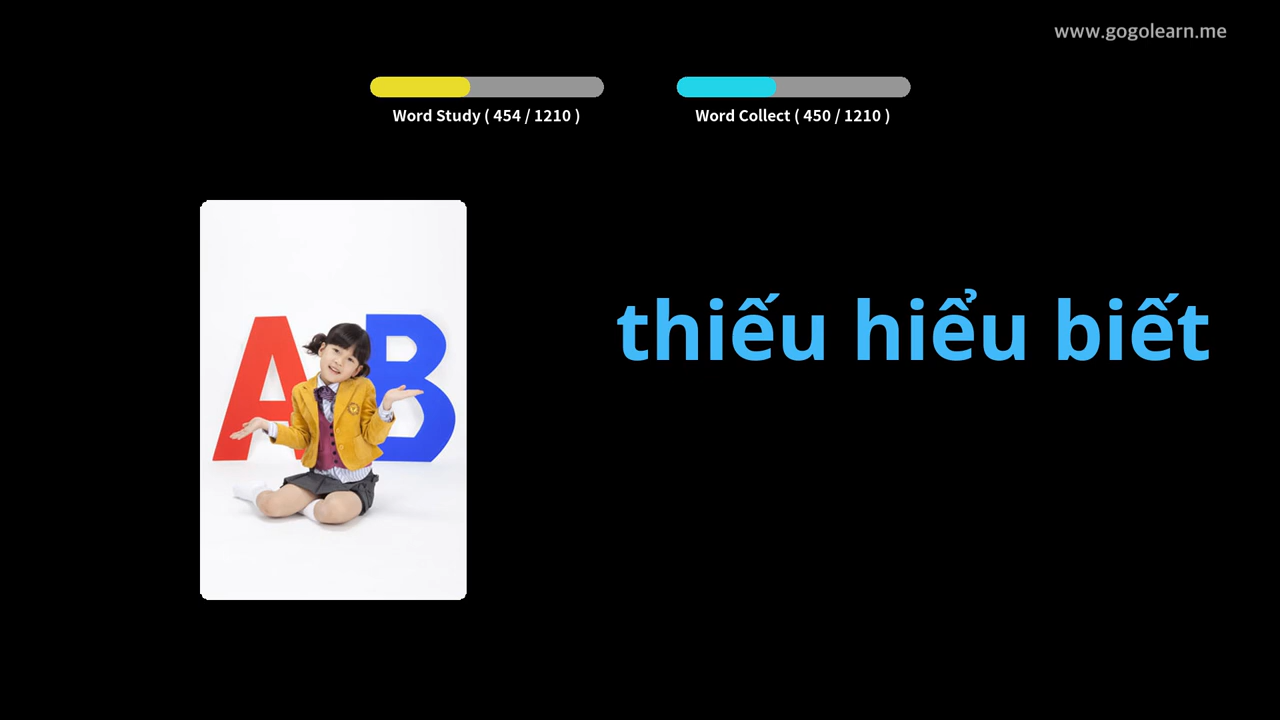 www.gogolearn.me
Word Study ( 454 / 1210 )
Word Collect ( 450 / 1210 )
A B
thiếu hiểu biết